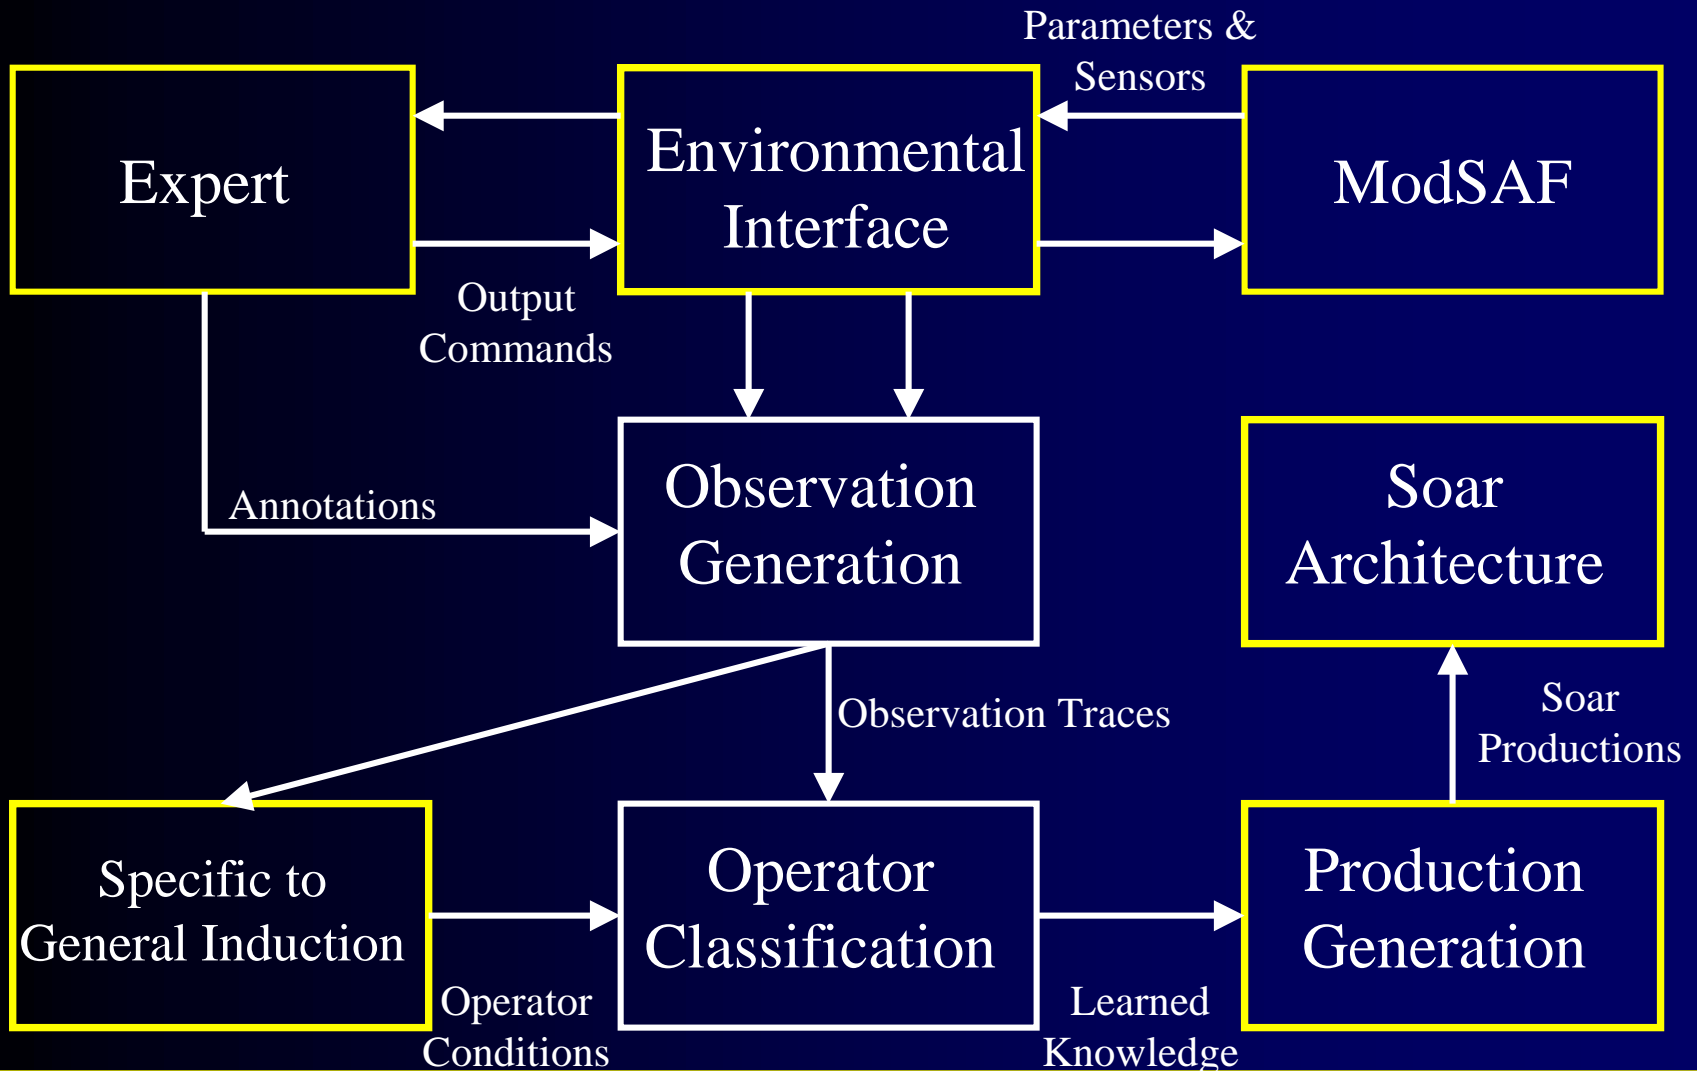 Parameters &
Sensors
Expert
Environmental
Interface
ModSAF
Output
Commands
Annotations
Observation
Generation
Soar
Architecture
Observation Traces
Soar
Productions
Specific to
General Induction
Operator
Classification
Production
Generation
Operator
Conditions
Learned
Knowledge